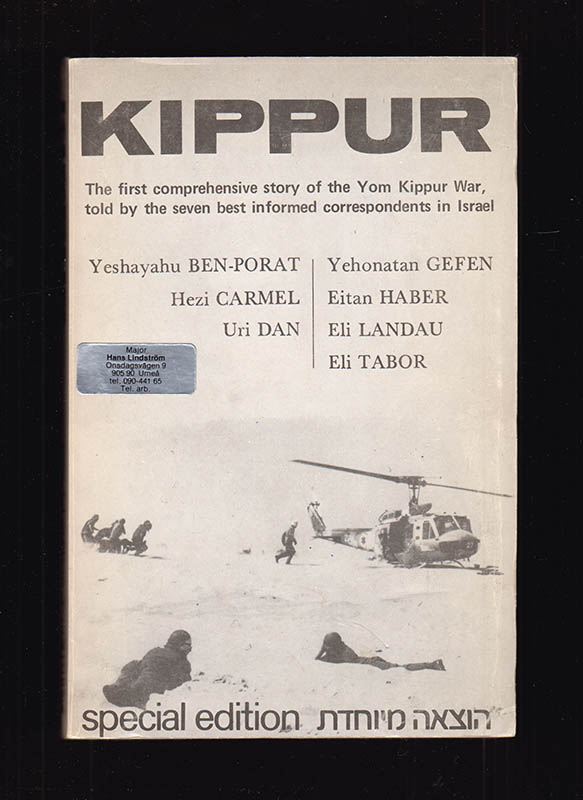 KIPPUR
The first comprehensive story of the Yom Kippur War,
told by the seven best informed correspondents in Israel
Yeshayahu BEN-PORAT
Hezi CARMEL
Uri DAN
Yehonatan GEFEN
Eitan HABER
Eli LANDAU
Eli TABOR
Major
Hans Lindström
Onsdagsvägen 9
905 90 Umeå
tel. 090-441 65
Tel. arb.
special edition הוצאה מיוחדת